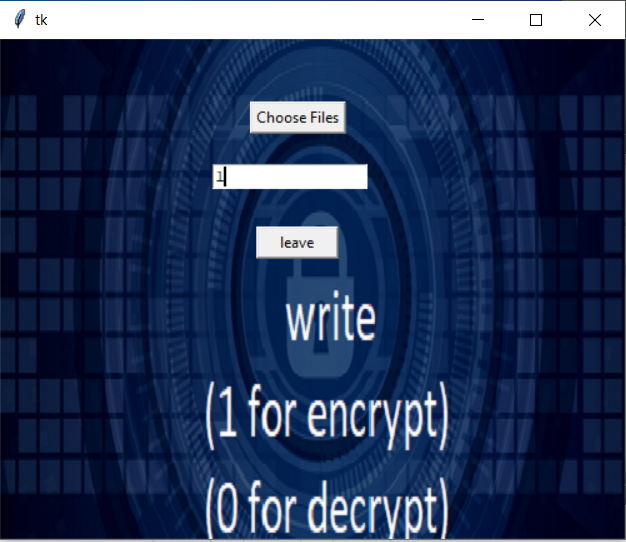 tk
Choose Files
1
leave
write
(1 for encrypt)
(0 for decrypt)